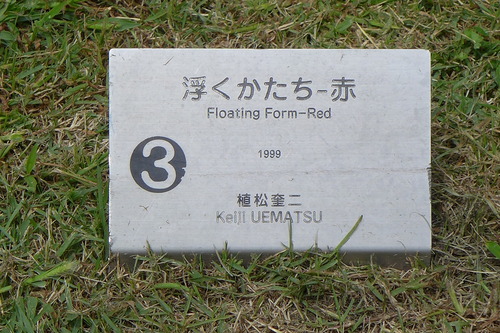 浮くかたち-赤
Floating Form-Red
1999
3
植松奎二
Keiji UEMATSU